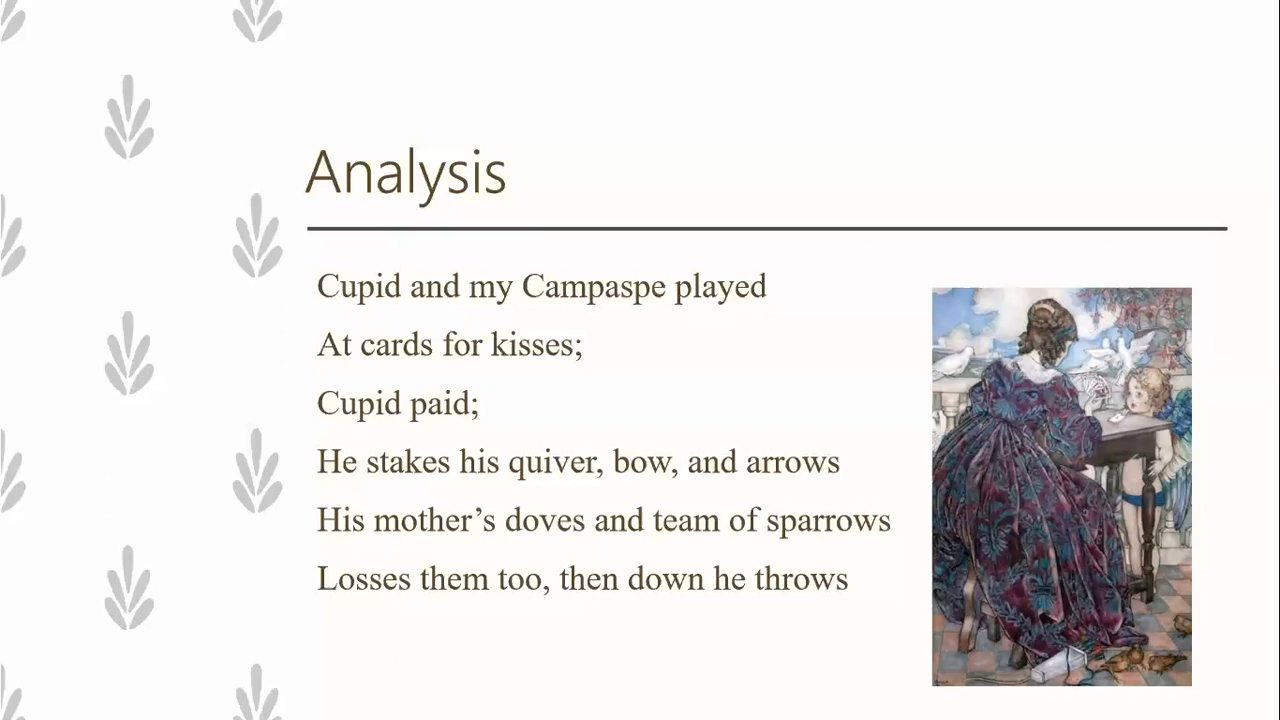 Analysis
Cupid and my Campaspe played
At cards for kisses;
Cupid paid;
He stakes his quiver, bow, and arrows
His mother’s doves and team of sparrows
Losses them too, then down he throws